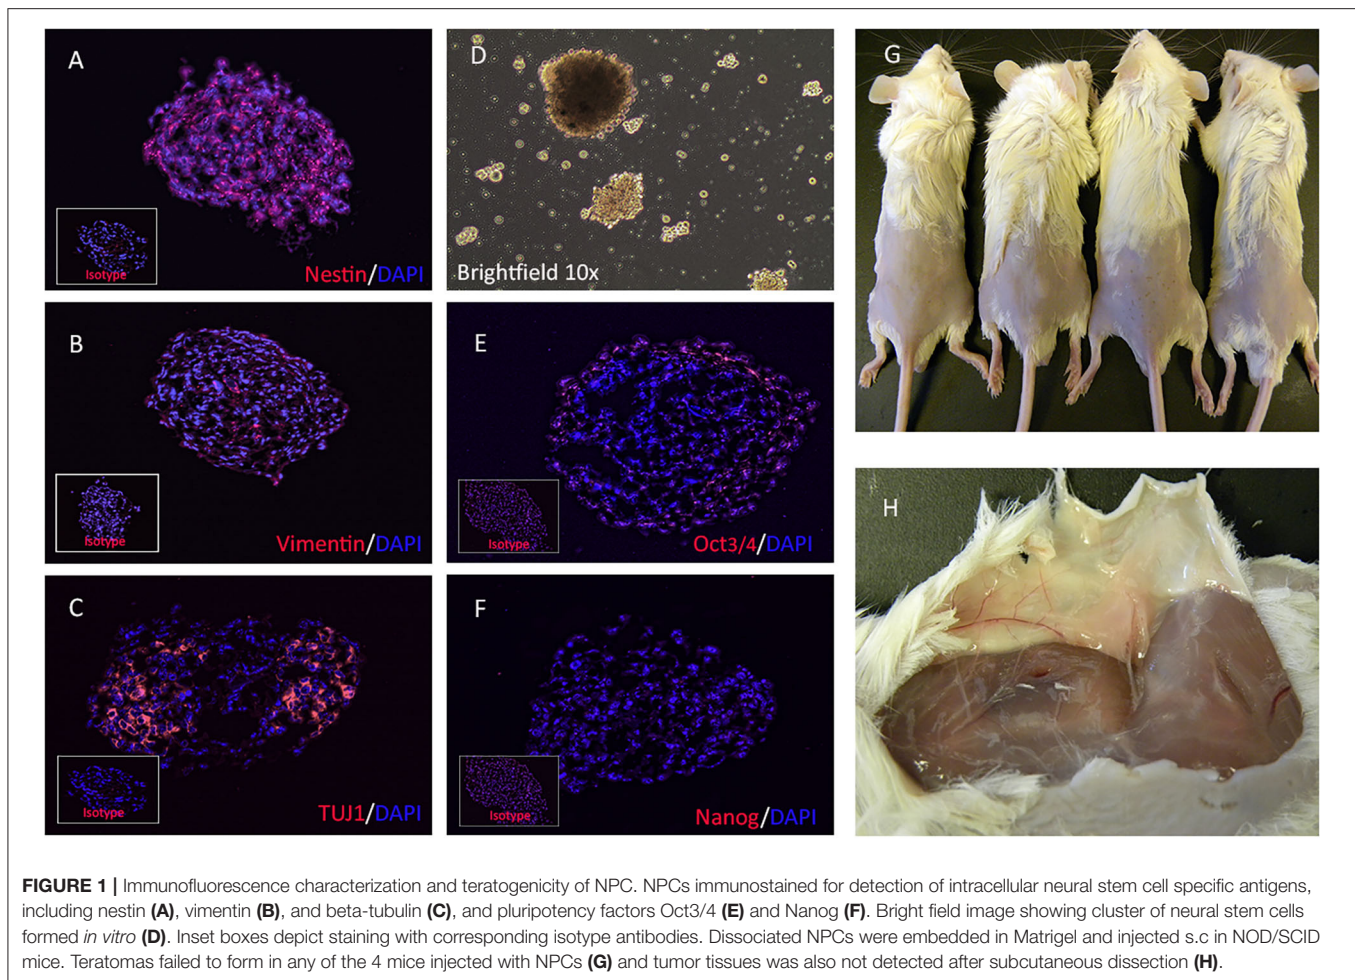 A
Isotype
Nestin/DAPI
B
Isotype
Vimentin/DAPI
C
Isotype
TUJ1/DAPI
D
Brightfield 10x
E
Isotype
Oct3/4/DAPI
F
Isotype
Nanog/DAPI
G
H
FIGURE 1 | Immunofluorescence characterization and teratogenicity of NPC. NPCs immunostained for detection of intracellular neural stem cell specific antigens,
including nestin (A), vimentin (B), and beta-tubulin (C), and pluripotency factors Oct3/4 (E) and Nanog (F). Bright field image showing cluster of neural stem cells
formed in vitro (D). Inset boxes depict staining with corresponding isotype antibodies. Dissociated NPCs were embedded in Matrigel and injected s.c in NOD/SCID
mice. Teratomas failed to form in any of the 4 mice injected with NPCs (G) and tumor tissues was also not detected after subcutaneous dissection (H).